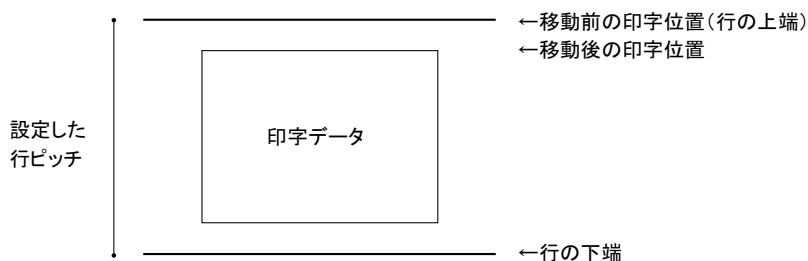 ←移動前の印字位置(行の上端)
←移動後の印字位置
設定した
行ピッチ
印字データ
←行の下端